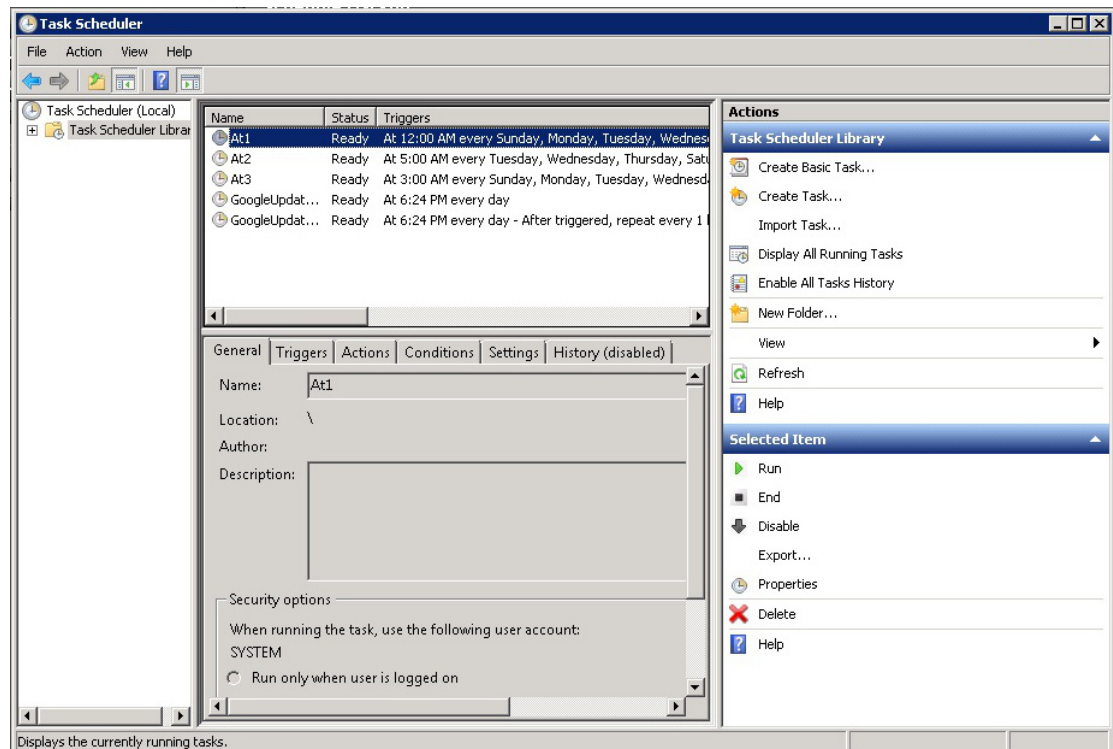 Task Scheduler
File Action View Help
Task Scheduler (Local)
Task Scheduler Librar
Name Status Triggers
At1 Ready At 12:00 AM every Sunday, Monday, Tuesday, Wednes
At2 Ready At 5:00 AM every Tuesday, Wednesday, Thursday, Satu
At3 Ready At 3:00 AM every Sunday, Monday, Tuesday, Wednesd
GoogleUpdat... Ready At 6:24 PM every day
GoogleUpdat... Ready At 6:24 PM every day - After triggered, repeat every 1
General Triggers Actions Conditions Settings History (disabled)
Name: At1
Location: \
Author:
Description:
Security options
When running the task, use the following user account:
SYSTEM
Run only when user is logged on
Actions
Task Scheduler Library
Create Basic Task...
Create Task...
Import Task...
Display All Running Tasks
Enable All Tasks History
New Folder...
View
Refresh
Help
Selected Item
Run
End
Disable
Export...
Properties
Delete
Help
Displays the currently running tasks.